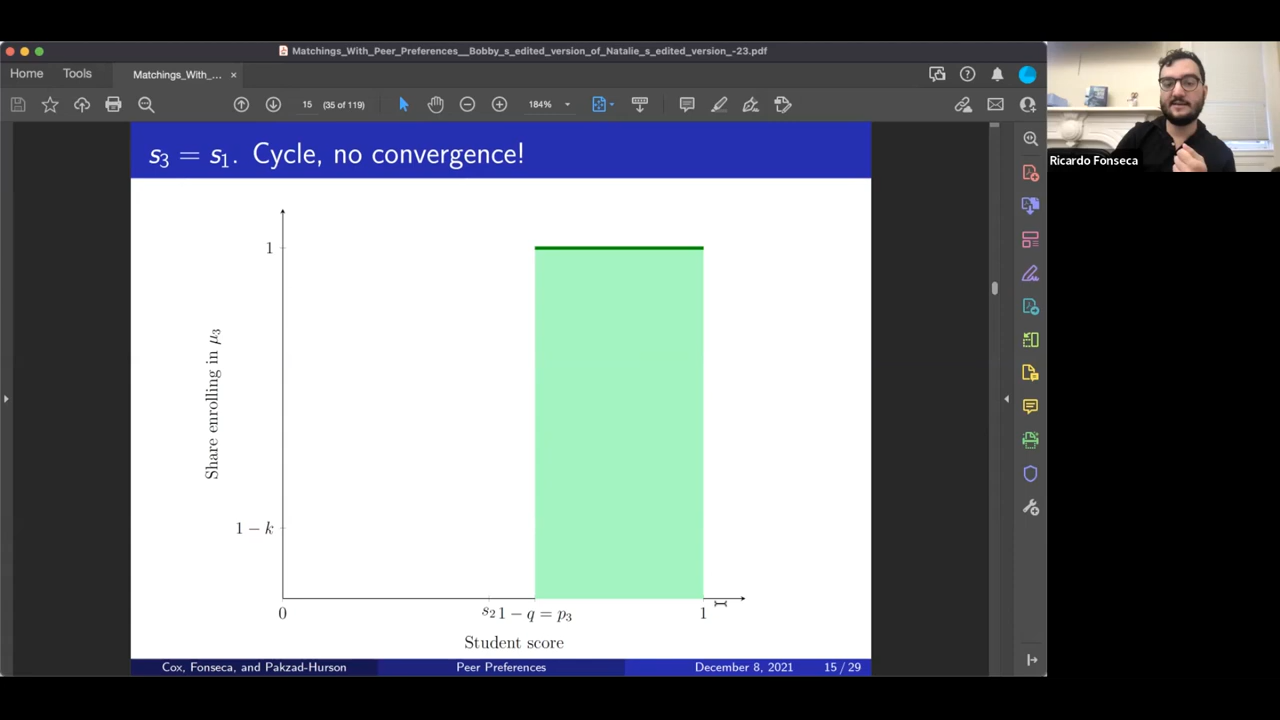 Matchings_With_Peer_Preferences__Bobby_s_edited_version_of_Natalie_s_edited_version_-23.pdf
Home Tools Matchings_With_... ×
15 (35 of 119) 184%
s3 = s1. Cycle, no convergence!
Ricardo Fonseca
1
Share enrolling in μ3
1 − k
0 s2 1 − q = p3 1
Student score
Cox, Fonseca, and Pakzad-Hurson Peer Preferences December 8, 2021 15 / 29